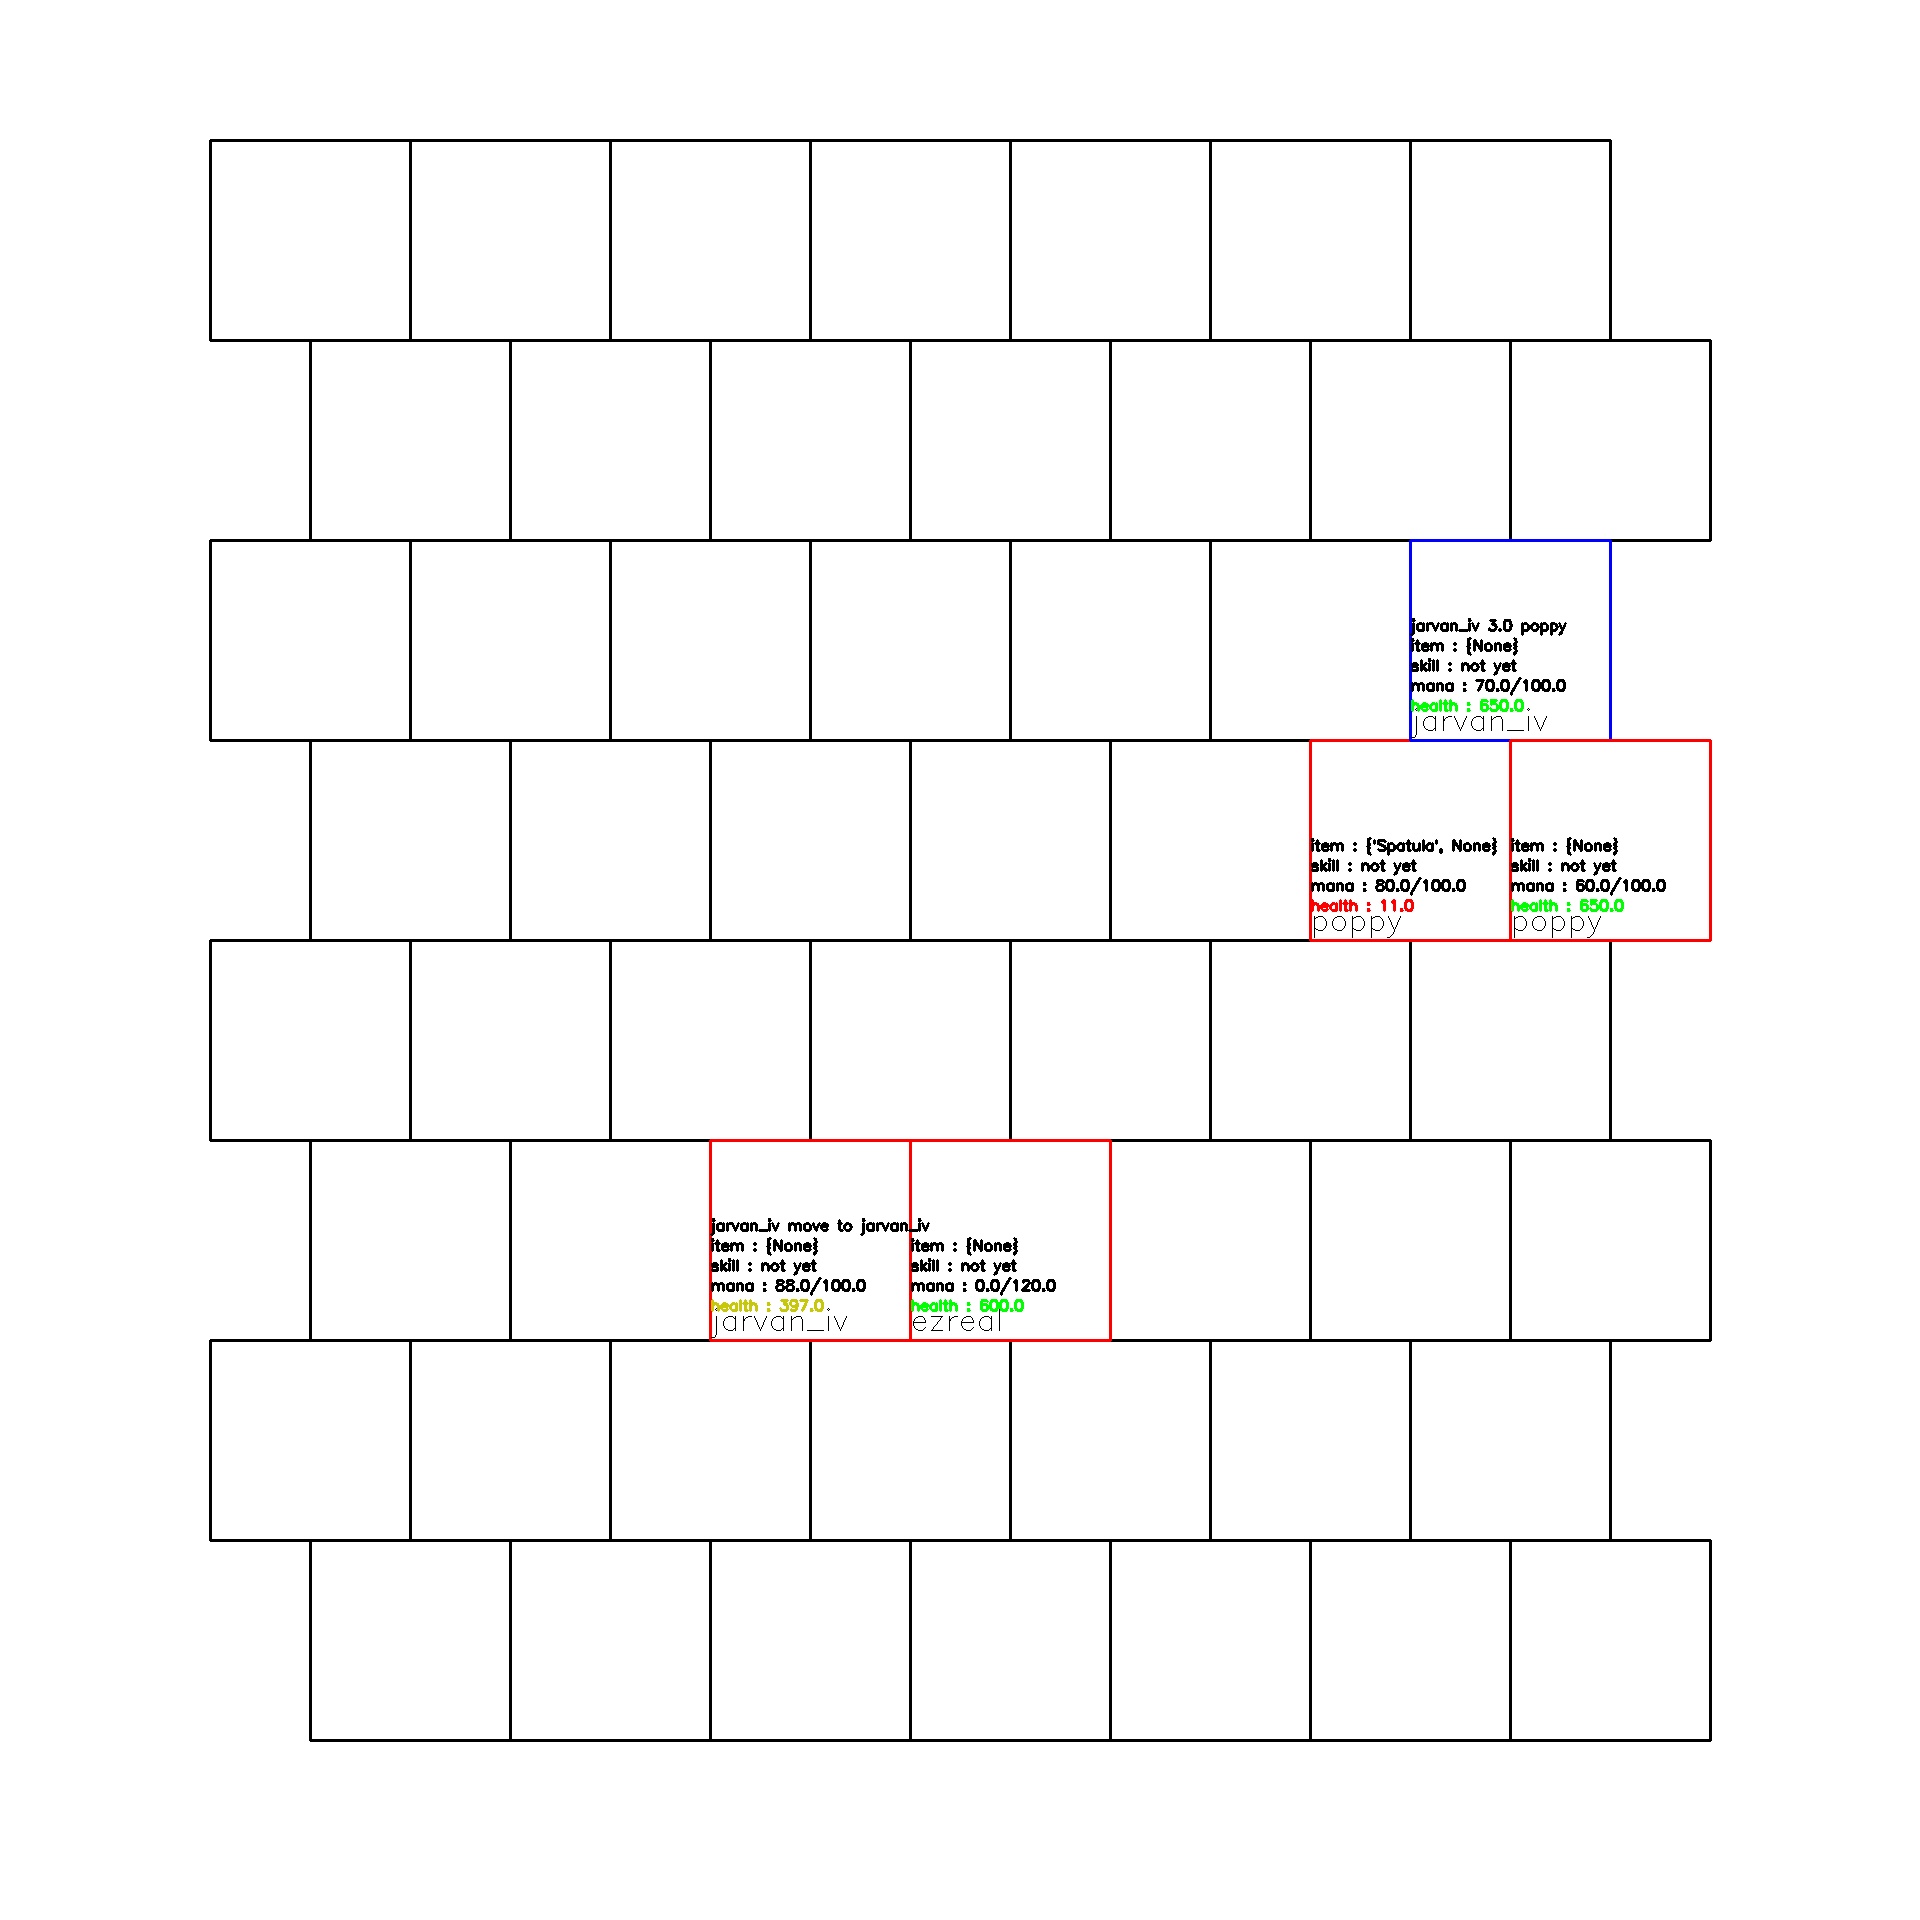 jarvan_iv 3.0 poppy
item : {None}
skill : not yet
mana : 70.0/100.0
health : 650.0
jarvan_iv
item : {'Spatula', None}
skill : not yet
mana : 80.0/100.0
health : 11.0
poppy
item : {None}
skill : not yet
mana : 60.0/100.0
health : 650.0
poppy
jarvan_iv move to jarvan_iv
item : {None}
skill : not yet
mana : 88.0/100.0
health : 397.0
jarvan_iv
item : {None}
skill : not yet
mana : 0.0/120.0
health : 600.0
ezreal